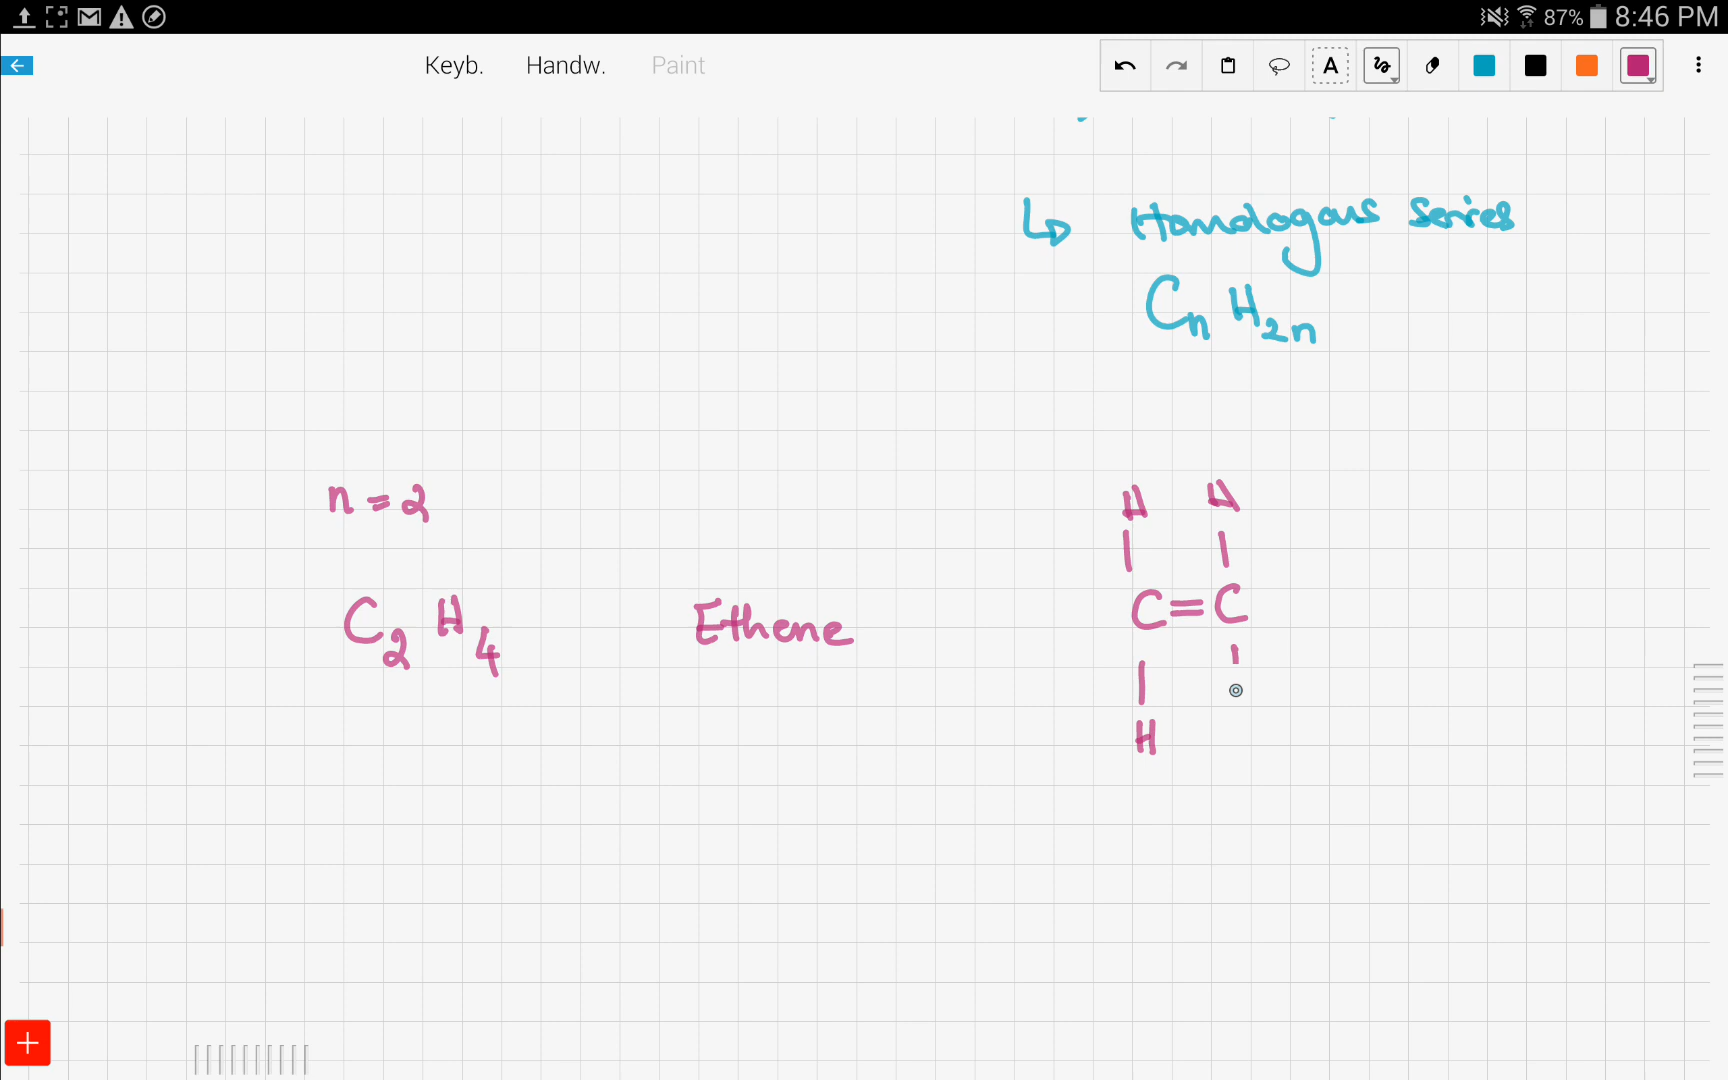 87% 8:46 PM
Keyb. Handw. Paint A
Homologous series
CnH2n
n=2
H H
C2H4 Ethene C=C
H